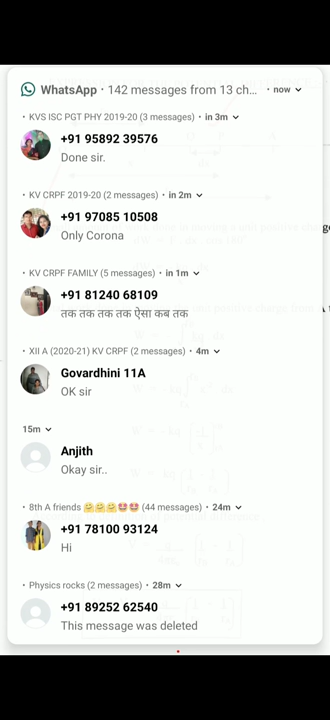 WhatsApp · 142 messages from 13 ch... · now
· KVS ISC PGT PHY 2019-20 (3 messages) · in 3m
+91 95892 39576
Done sir.
· KV CRPF 2019-20 (2 messages) · in 2m
+91 97085 10508
Only Corona
· KV CRPF FAMILY (5 messages) · in 1m
+91 81240 68109
तक तक तक तक ऐसा कब तक
· XII A (2020-21) KV CRPF (2 messages) · 4m
Govardhini 11A
OK sir
15m
Anjith
Okay sir..
· 8th A friends 🤗🤗🤗🤩🤩 (44 messages) · 24m
+91 78100 93124
Hi
· Physics rocks (2 messages) · 28m
+91 89252 62540
This message was deleted